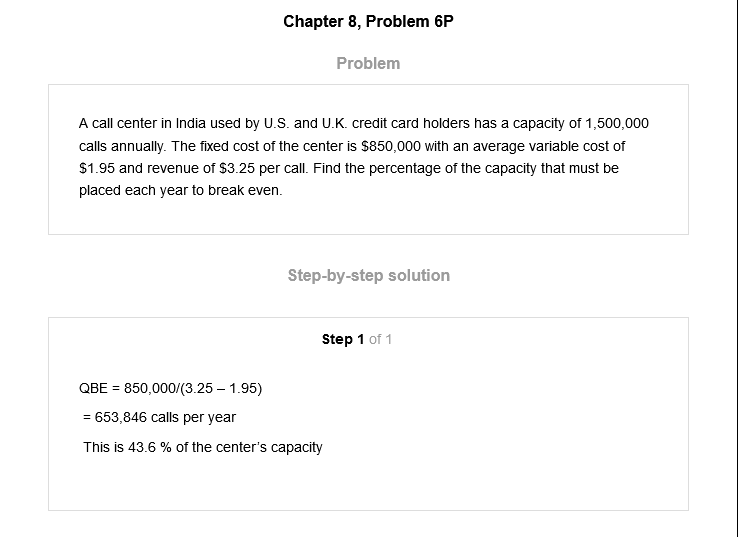 Chapter 8, Problem 6P
Problem
A call center in India used by U.S. and U.K. credit card holders has a capacity of 1,500,000
calls annually. The fixed cost of the center is $850,000 with an average variable cost of
$1.95 and revenue of $3.25 per call. Find the percentage of the capacity that must be
placed each year to break even.
Step-by-step solution
Step 1 of 1
QBE = 850,000/(3.25 – 1.95)
= 653,846 calls per year
This is 43.6 % of the center's capacity